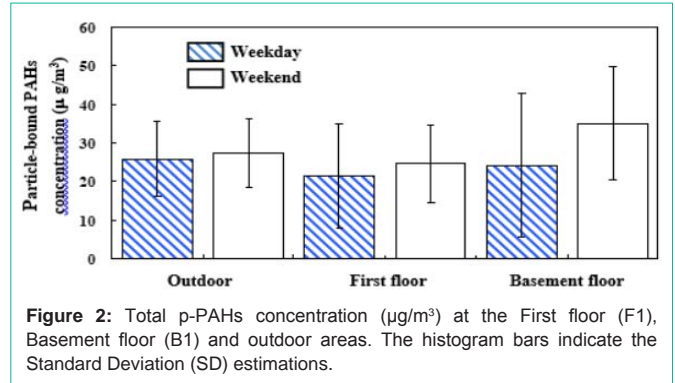 60
50
40
30
20
10
0
Particle-bound PAHs
concentration (μ g/m³)
Weekday
Weekend
Outdoor First floor Basement floor
Figure 2: Total p-PAHs concentration (μg/m³) at the First floor (F1),
Basement floor (B1) and outdoor areas. The histogram bars indicate the
Standard Deviation (SD) estimations.